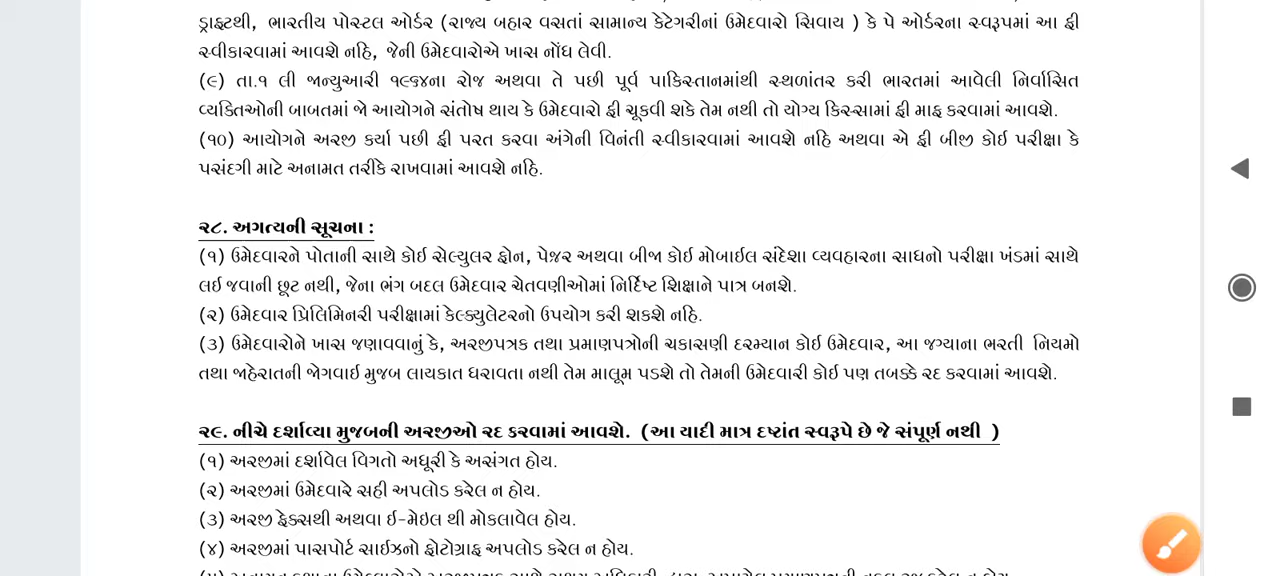 ડ્રાફ્ટથી, ભારતીય પોસ્ટલ ઓર્ડર (રાજ્ય બહાર વસતાં સામાન્ય કેટેગરીનાં ઉમેદવારો સિવાય ) કે પે ઓર્ડરના સ્વરૂપમાં આ ફી
સ્વીકારવામાં આવશે નહિ, જેની ઉમેદવારોએ ખાસ નોંધ લેવી.
(૯) તા.૧ લી જાન્યુઆરી ૧૯૬૪ના રોજ અથવા તે પછી પૂર્વ પાકિસ્તાનમાંથી સ્થળાંતર કરી ભારતમાં આવેલી નિર્વાસિત
વ્યક્તિઓની બાબતમાં જો આયોગને સંતોષ થાય કે ઉમેદવારો ફી ચૂકવી શકે તેમ નથી તો યોગ્ય કિસ્સામાં ફી માફ કરવામાં આવશે.
(૧૦) આયોગને અરજી કર્યા પછી ફી પરત કરવા અંગેની વિનંતી સ્વીકારવામાં આવશે નહિ અથવા એ ફી બીજી કોઈ પરીક્ષા કે
પસંદગી માટે અનામત તરીકે રાખવામાં આવશે નહિ.
૨૮. અગત્યની સૂચના :
(૧) ઉમેદવારને પોતાની સાથે કોઈ સેલ્યુલર ફોન, પેજર અથવા બીજા કોઈ મોબાઈલ સંદેશા વ્યવહારના સાધનો પરીક્ષા ખંડમાં સાથે
લઈ જવાની છૂટ નથી, જેના ભંગ બદલ ઉમેદવાર ચેતવણીઓમાં નિર્દિષ્ટ શિક્ષાને પાત્ર બનશે.
(૨) ઉમેદવાર પ્રિલિમિનરી પરીક્ષામાં કેલ્ક્યુલેટરનો ઉપયોગ કરી શકશે નહિ.
(૩) ઉમેદવારોને ખાસ જણાવવાનું કે, અરજીપત્રક તથા પ્રમાણપત્રોની ચકાસણી દરમ્યાન કોઈ ઉમેદવાર, આ જગ્યાના ભરતી નિયમો
તથા જાહેરાતની જોગવાઈ મુજબ લાયકાત ધરાવતા નથી તેમ માલૂમ પડશે તો તેમની ઉમેદવારી કોઈ પણ તબક્કે રદ કરવામાં આવશે.
૨૯. નીચે દર્શાવ્યા મુજબની અરજીઓ રદ કરવામાં આવશે. (આ યાદી માત્ર દષ્ટાંત સ્વરૂપે છે જે સંપૂર્ણ નથી )
(૧) અરજીમાં દર્શાવેલ વિગતો અધૂરી કે અસંગત હોય.
(૨) અરજીમાં ઉમેદવારે સહી અપલોડ કરેલ ન હોય.
(૩) અરજી ફેક્સથી અથવા ઈ-મેઇલ થી મોકલાવેલ હોય.
(૪) અરજીમાં પાસપોર્ટ સાઈઝનો ફોટોગ્રાફ અપલોડ કરેલ ન હોય.